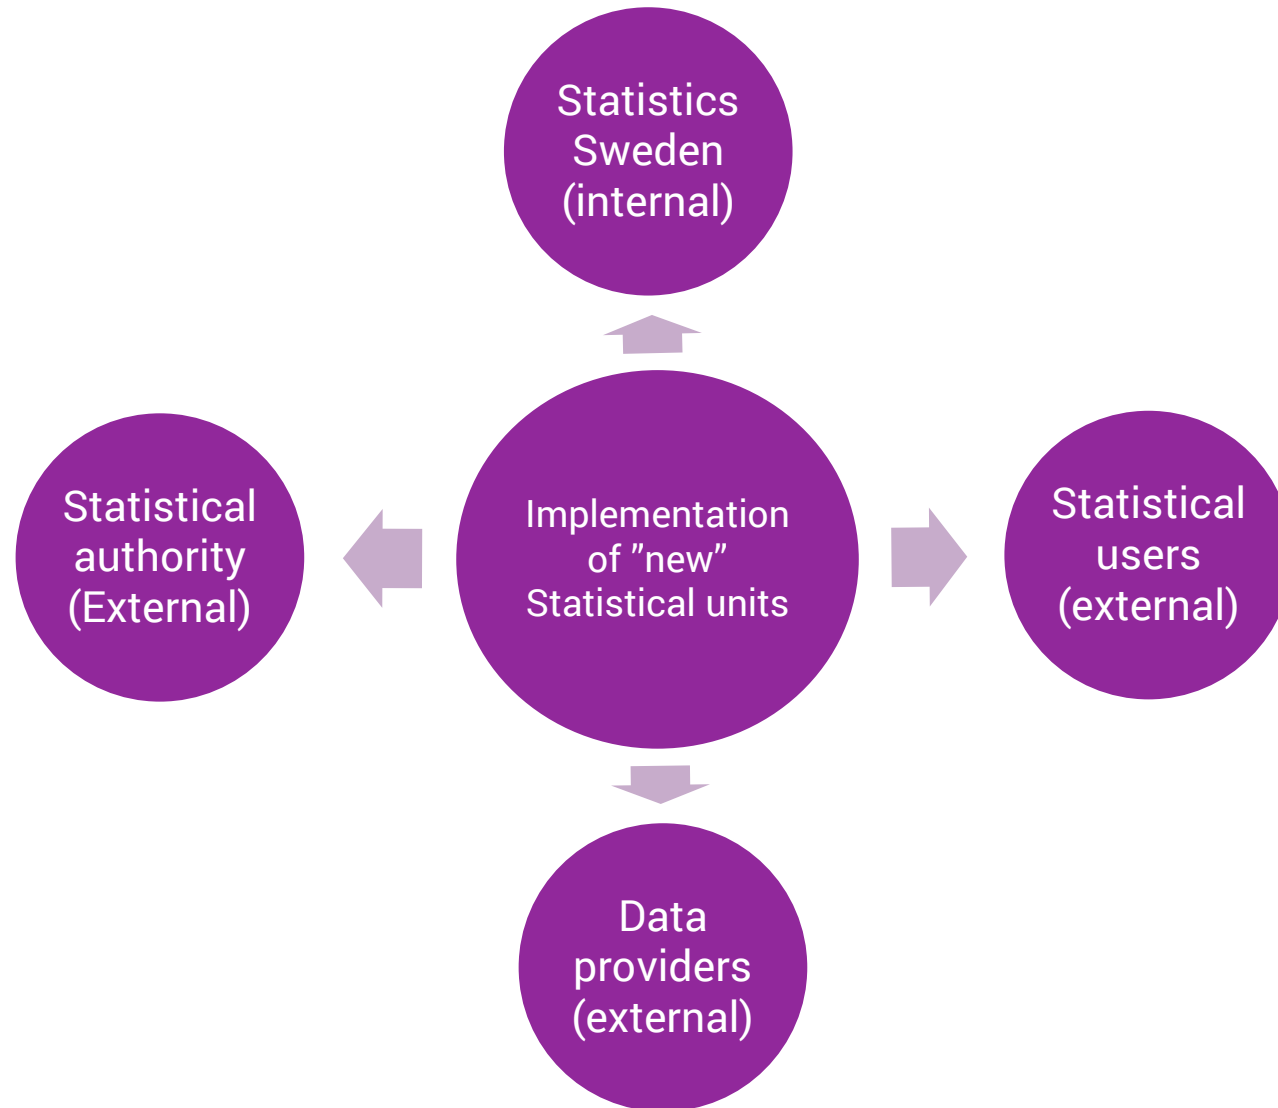 Statistics
Sweden
(internal)
Statistical
authority
(External)
Implementation
of ”new”
Statistical units
Statistical
users
(external)
Data
providers
(external)